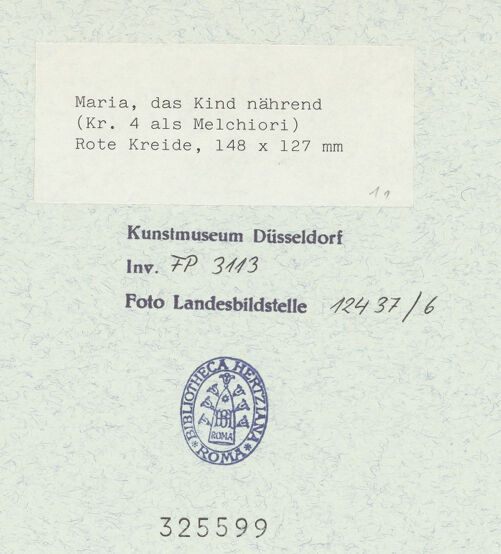 Maria, das Kind nährend
(Kr. 4 als Melchiori)
Rote Kreide, 148 x 127 mm
11
Kunstmuseum Düsseldorf
Inv. FP 3113
Foto Landesbildstelle 12437/6
BIBLIOTHECA HERTZIANA
ROMA
ROMA
325599